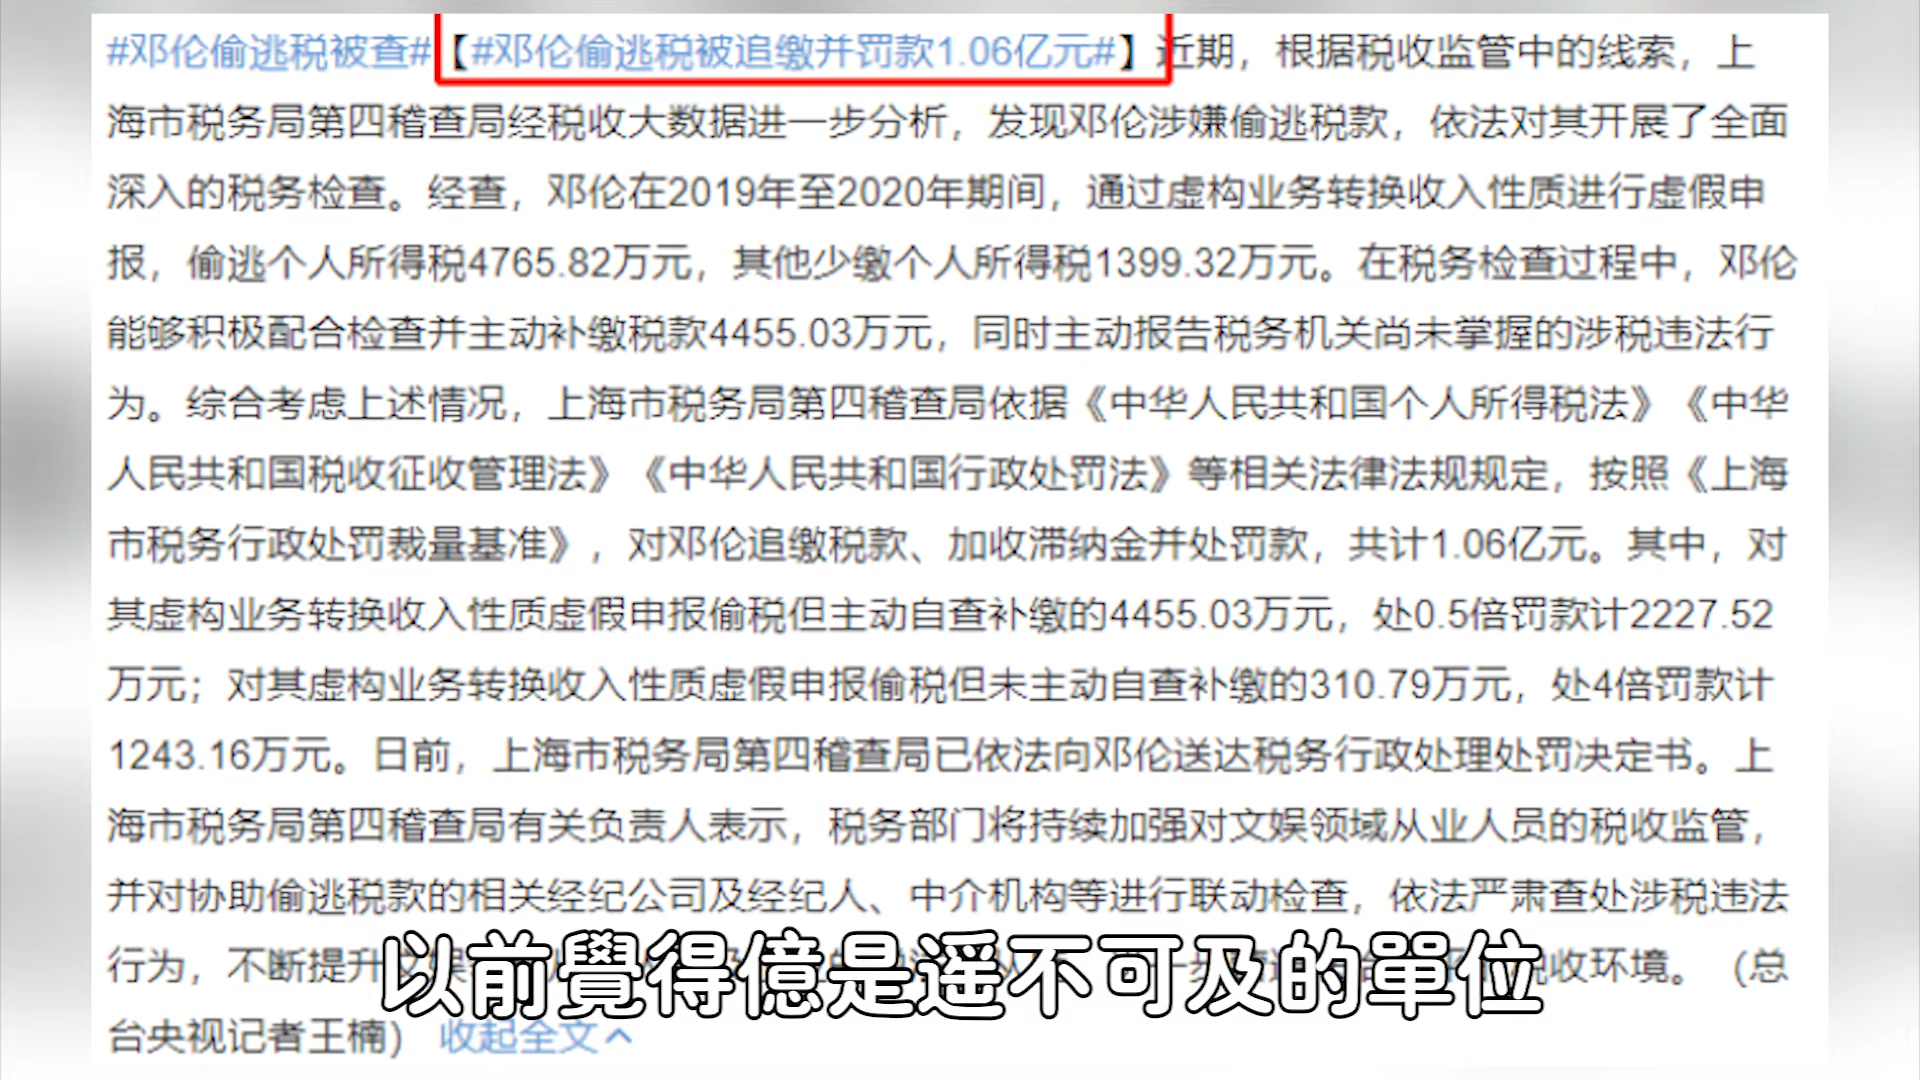 #邓伦偷逃税被查#【#邓伦偷逃税被追缴并罚款1.06亿元#】近期，根据税收监管中的线索，上
海市税务局第四稽查局经税收大数据进一步分析，发现邓伦涉嫌偷逃税款，依法对其开展了全面
深入的税务检查。经查，邓伦在2019年至2020年期间，通过虚构业务转换收入性质进行虚假申
报，偷逃个人所得税4765.82万元，其他少缴个人所得税1399.32万元。在税务检查过程中，邓伦
能够积极配合检查并主动补缴税款4455.03万元，同时主动报告税务机关尚未掌握的涉税违法行
为。综合考虑上述情况，上海市税务局第四稽查局依据《中华人民共和国个人所得税法》《中华
人民共和国税收征收管理法》《中华人民共和国行政处罚法》等相关法律法规规定，按照《上海
市税务行政处罚裁量基准》，对邓伦追缴税款、加收滞纳金并处罚款，共计1.06亿元。其中，对
其虚构业务转换收入性质虚假申报偷税但主动自查补缴的4455.03万元，处0.5倍罚款计2227.52
万元；对其虚构业务转换收入性质虚假申报偷税但未主动自查补缴的310.79万元，处4倍罚款计
1243.16万元。日前，上海市税务局第四稽查局已依法向邓伦送达税务行政处理处罚决定书。上
海市税务局第四稽查局有关负责人表示，税务部门将持续加强对文娱领域从业人员的税收监管，
并对协助偷逃税款的相关经纪公司及经纪人、中介机构等进行联动检查，依法严肃查处涉税违法
行为，不断提升 税收环境。（总
以前覺得億是遥不可及的單位
台央视记者王楠） 收起全文